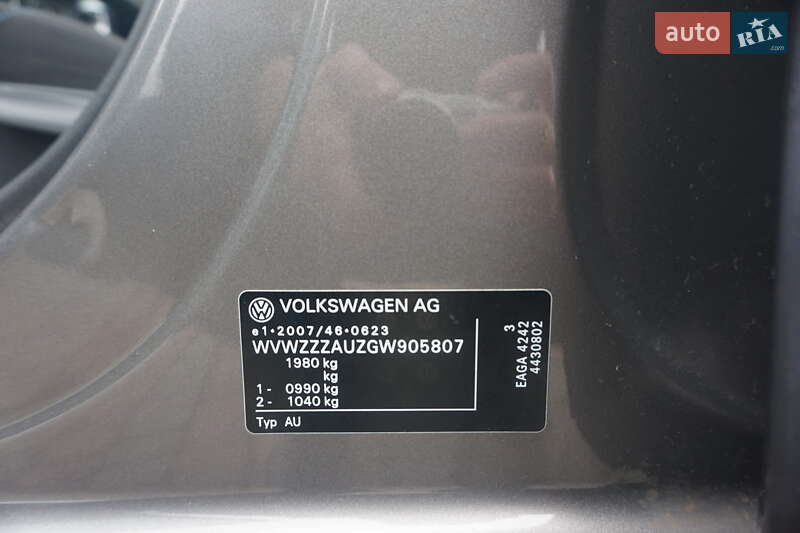 auto RIA
.com
VOLKSWAGEN AG
e1*2007/46*0623
WVWZZZAUZGW905807
1980 kg
kg
1 - 0990 kg
2 - 1040 kg
Typ AU
3
EAGA 4242
4430802